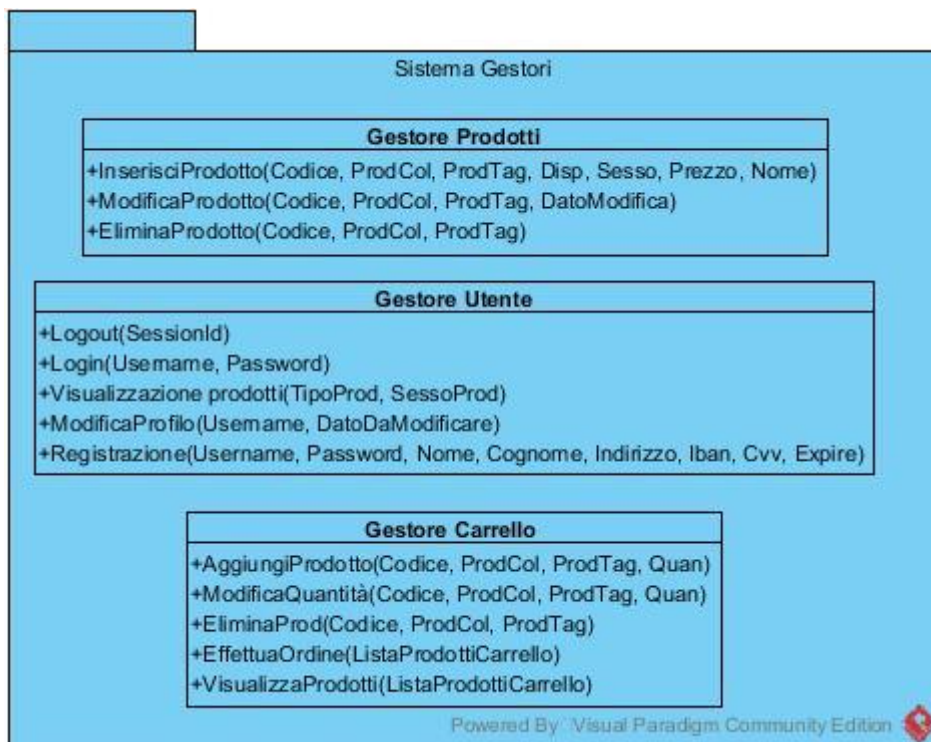 Sistema Gestori
Gestore Prodotti
+InserisciProdotto(Codice, ProdCol, ProdTag, Disp, Sesso, Prezzo, Nome)
+ModificaProdotto(Codice, ProdCol, ProdTag, DatoModifica)
+EliminaProdotto(Codice, ProdCol, ProdTag)
Gestore Utente
+Logout(SessionId)
+Login(Username, Password)
+Visualizzazione prodotti(TipoProd, SessoProd)
+ModificaProfilo(Username, DatoDaModificare)
+Registrazione(Username, Password, Nome, Cognome, Indirizzo, Iban, Cvv, Expire)
Gestore Carrello
+AggiungiProdotto(Codice, ProdCol, ProdTag, Quan)
+ModificaQuantità(Codice, ProdCol, ProdTag, Quan)
+EliminaProd(Codice, ProdCol, ProdTag)
+EffettuaOrdine(ListaProdottiCarrello)
+VisualizzaProdotti(ListaProdottiCarrello)
Powered By Visual Paradigm Community Edition